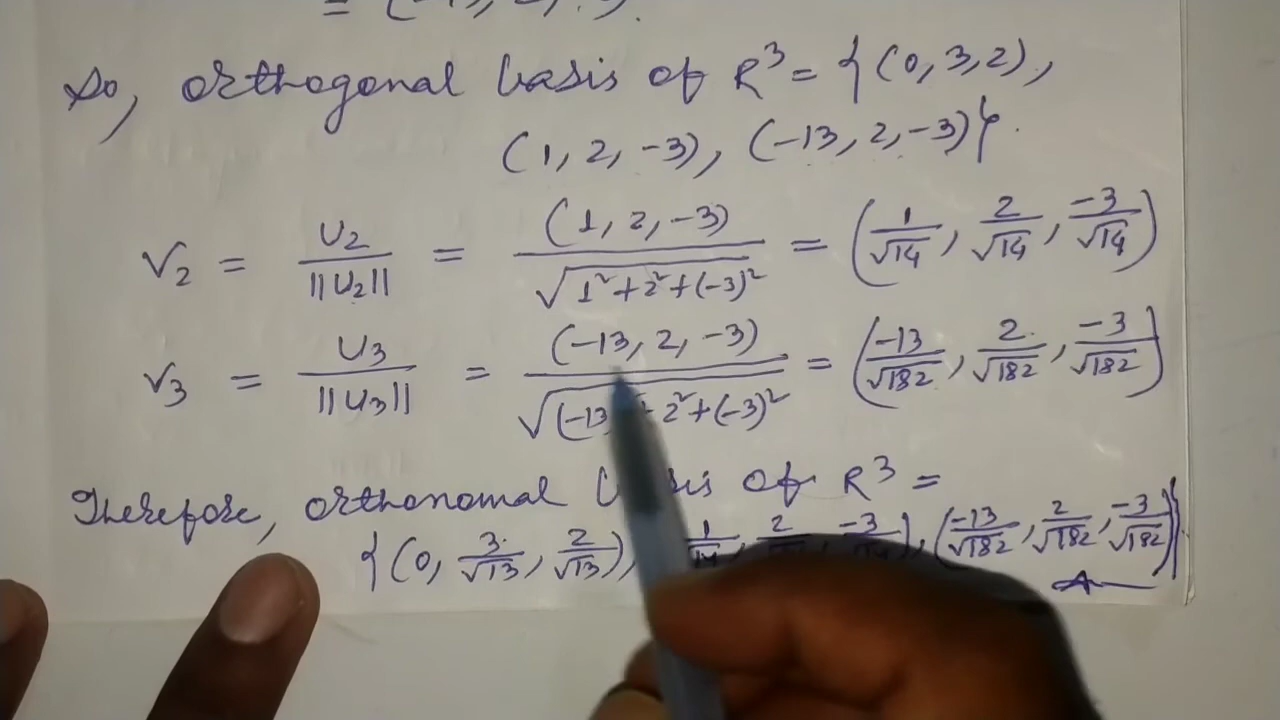 So, orthogonal basis of R³ = {(0, 3, 2),
(1, 2, -3), (-13, 2, -3)}.
V₂ = U₂/||U₂|| = (1, 2, -3)/√(1²+2²+(-3)²) = (1/√14, 2/√14, -3/√14)
V₃ = U₃/||U₃|| = (-13, 2, -3)/√((-13) + 2²+(-3)²) = (-13/√182, 2/√182, -3/√182)
Therefore, orthonomal of R³ =
{(0, 3/√13, 2/√13), (-13/√182, 2/√182, -3/√182)}